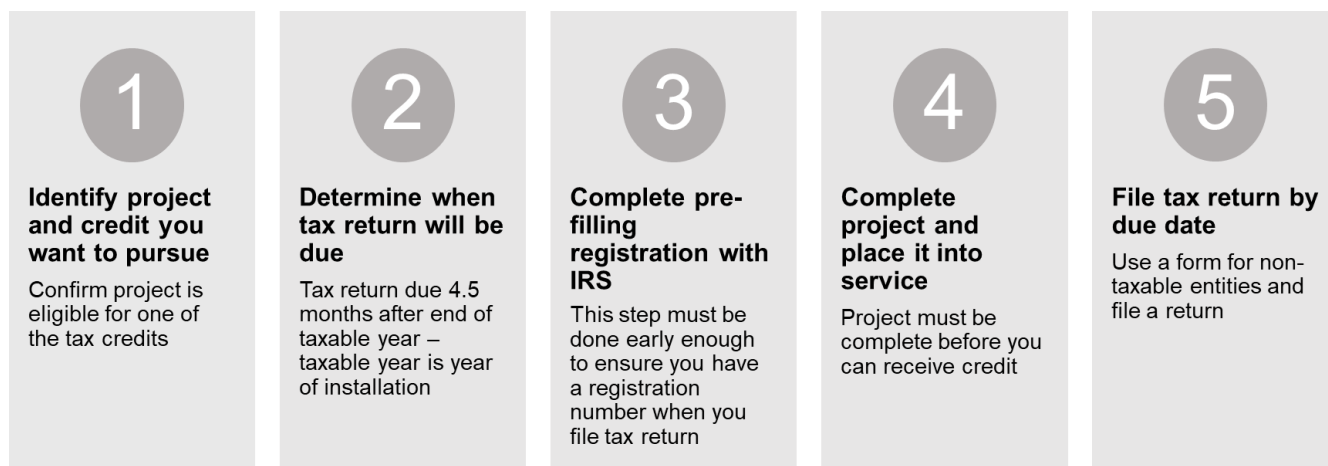 1
Identify project
and credit you
want to pursue
Confirm project is
eligible for one of
the tax credits
2
Determine when
tax return will be
due
Tax return due 4.5
months after end of
taxable year –
taxable year is year
of installation
3
Complete pre-
filling
registration with
IRS
This step must be
done early enough
to ensure you have
a registration
number when you
file tax return
4
Complete
project and
place it into
service
Project must be
complete before you
can receive credit
5
File tax return by
due date
Use a form for non-
taxable entities and
file a return